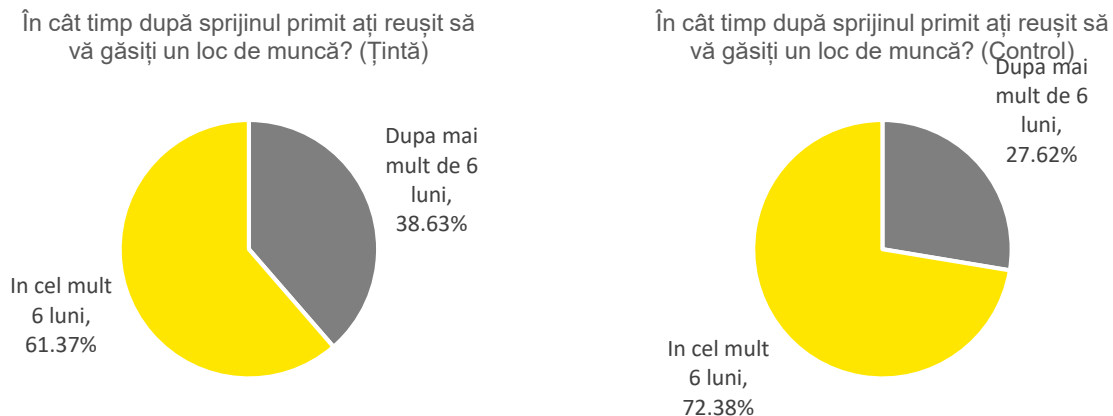 În cât timp după sprijinul primit ați reușit să
vă găsiți un loc de muncă? (Țintă)
Dupa mai
mult de 6
luni,
38.63%
In cel mult
6 luni,
61.37%
În cât timp după sprijinul primit ați reușit să
vă găsiți un loc de muncă? (Control)
Dupa mai
mult de 6
luni,
27.62%
In cel mult
6 luni,
72.38%